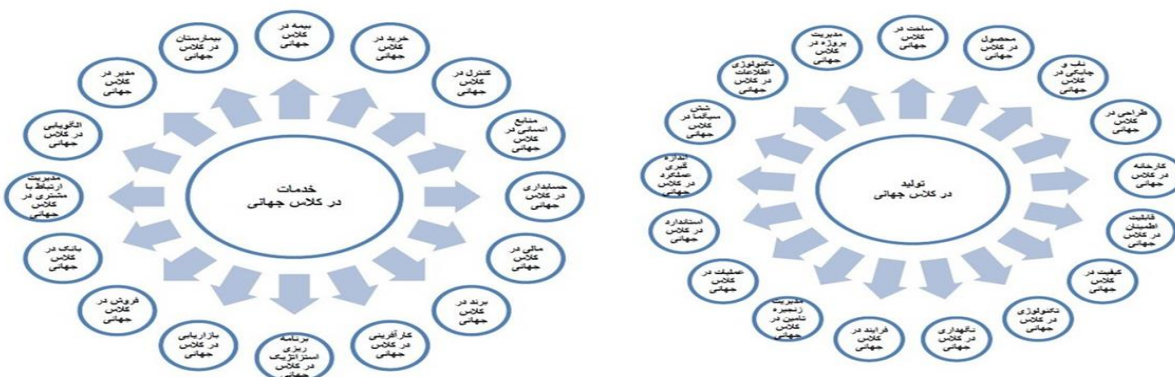 خدمات
در کلاس جهانی
بیمه در
کلاس
جهانی
خرید در
کلاس
جهانی
کنترل در
کلاس
جهانی
منابع
انسانی در
کلاس
جهانی
حسابداری
در کلاس
جهانی
مالی در
کلاس
جهانی
برند در
کلاس
جهانی
کارآفرینی
در کلاس
جهانی
برنامه
ریزی
استراتژیک
در کلاس
جهانی
بازاریابی
در کلاس
جهانی
فروش در
کلاس
جهانی
بانک در
کلاس
جهانی
مدیریت
ارتباط با
مشتری در
کلاس
جهانی
الگویابی
در کلاس
جهانی
مدیر در
کلاس
جهانی
بیمارستان
در کلاس
جهانی
تولید
در کلاس جهانی
ساخت در
کلاس
جهانی
محصول
در کلاس
جهانی
ناب و
چابکی در
کلاس
جهانی
طراحی در
کلاس
جهانی
کارخانه
در کلاس
جهانی
قابلیت
اطمینان
در کلاس
جهانی
کیفیت در
کلاس
جهانی
تکنولوژی
در کلاس
جهانی
نگهداری
در کلاس
جهانی
فرایند در
کلاس
جهانی
مدیریت
زنجیره
تامین در
کلاس
جهانی
عملیات در
کلاس
جهانی
استاندارد
در کلاس
جهانی
اندازه
گیری
عملکرد
در کلاس
جهانی
شش
سیگما در
کلاس
جهانی
تکنولوژی
اطلاعات
در کلاس
جهانی
مدیریت
پروژه در
کلاس
جهانی